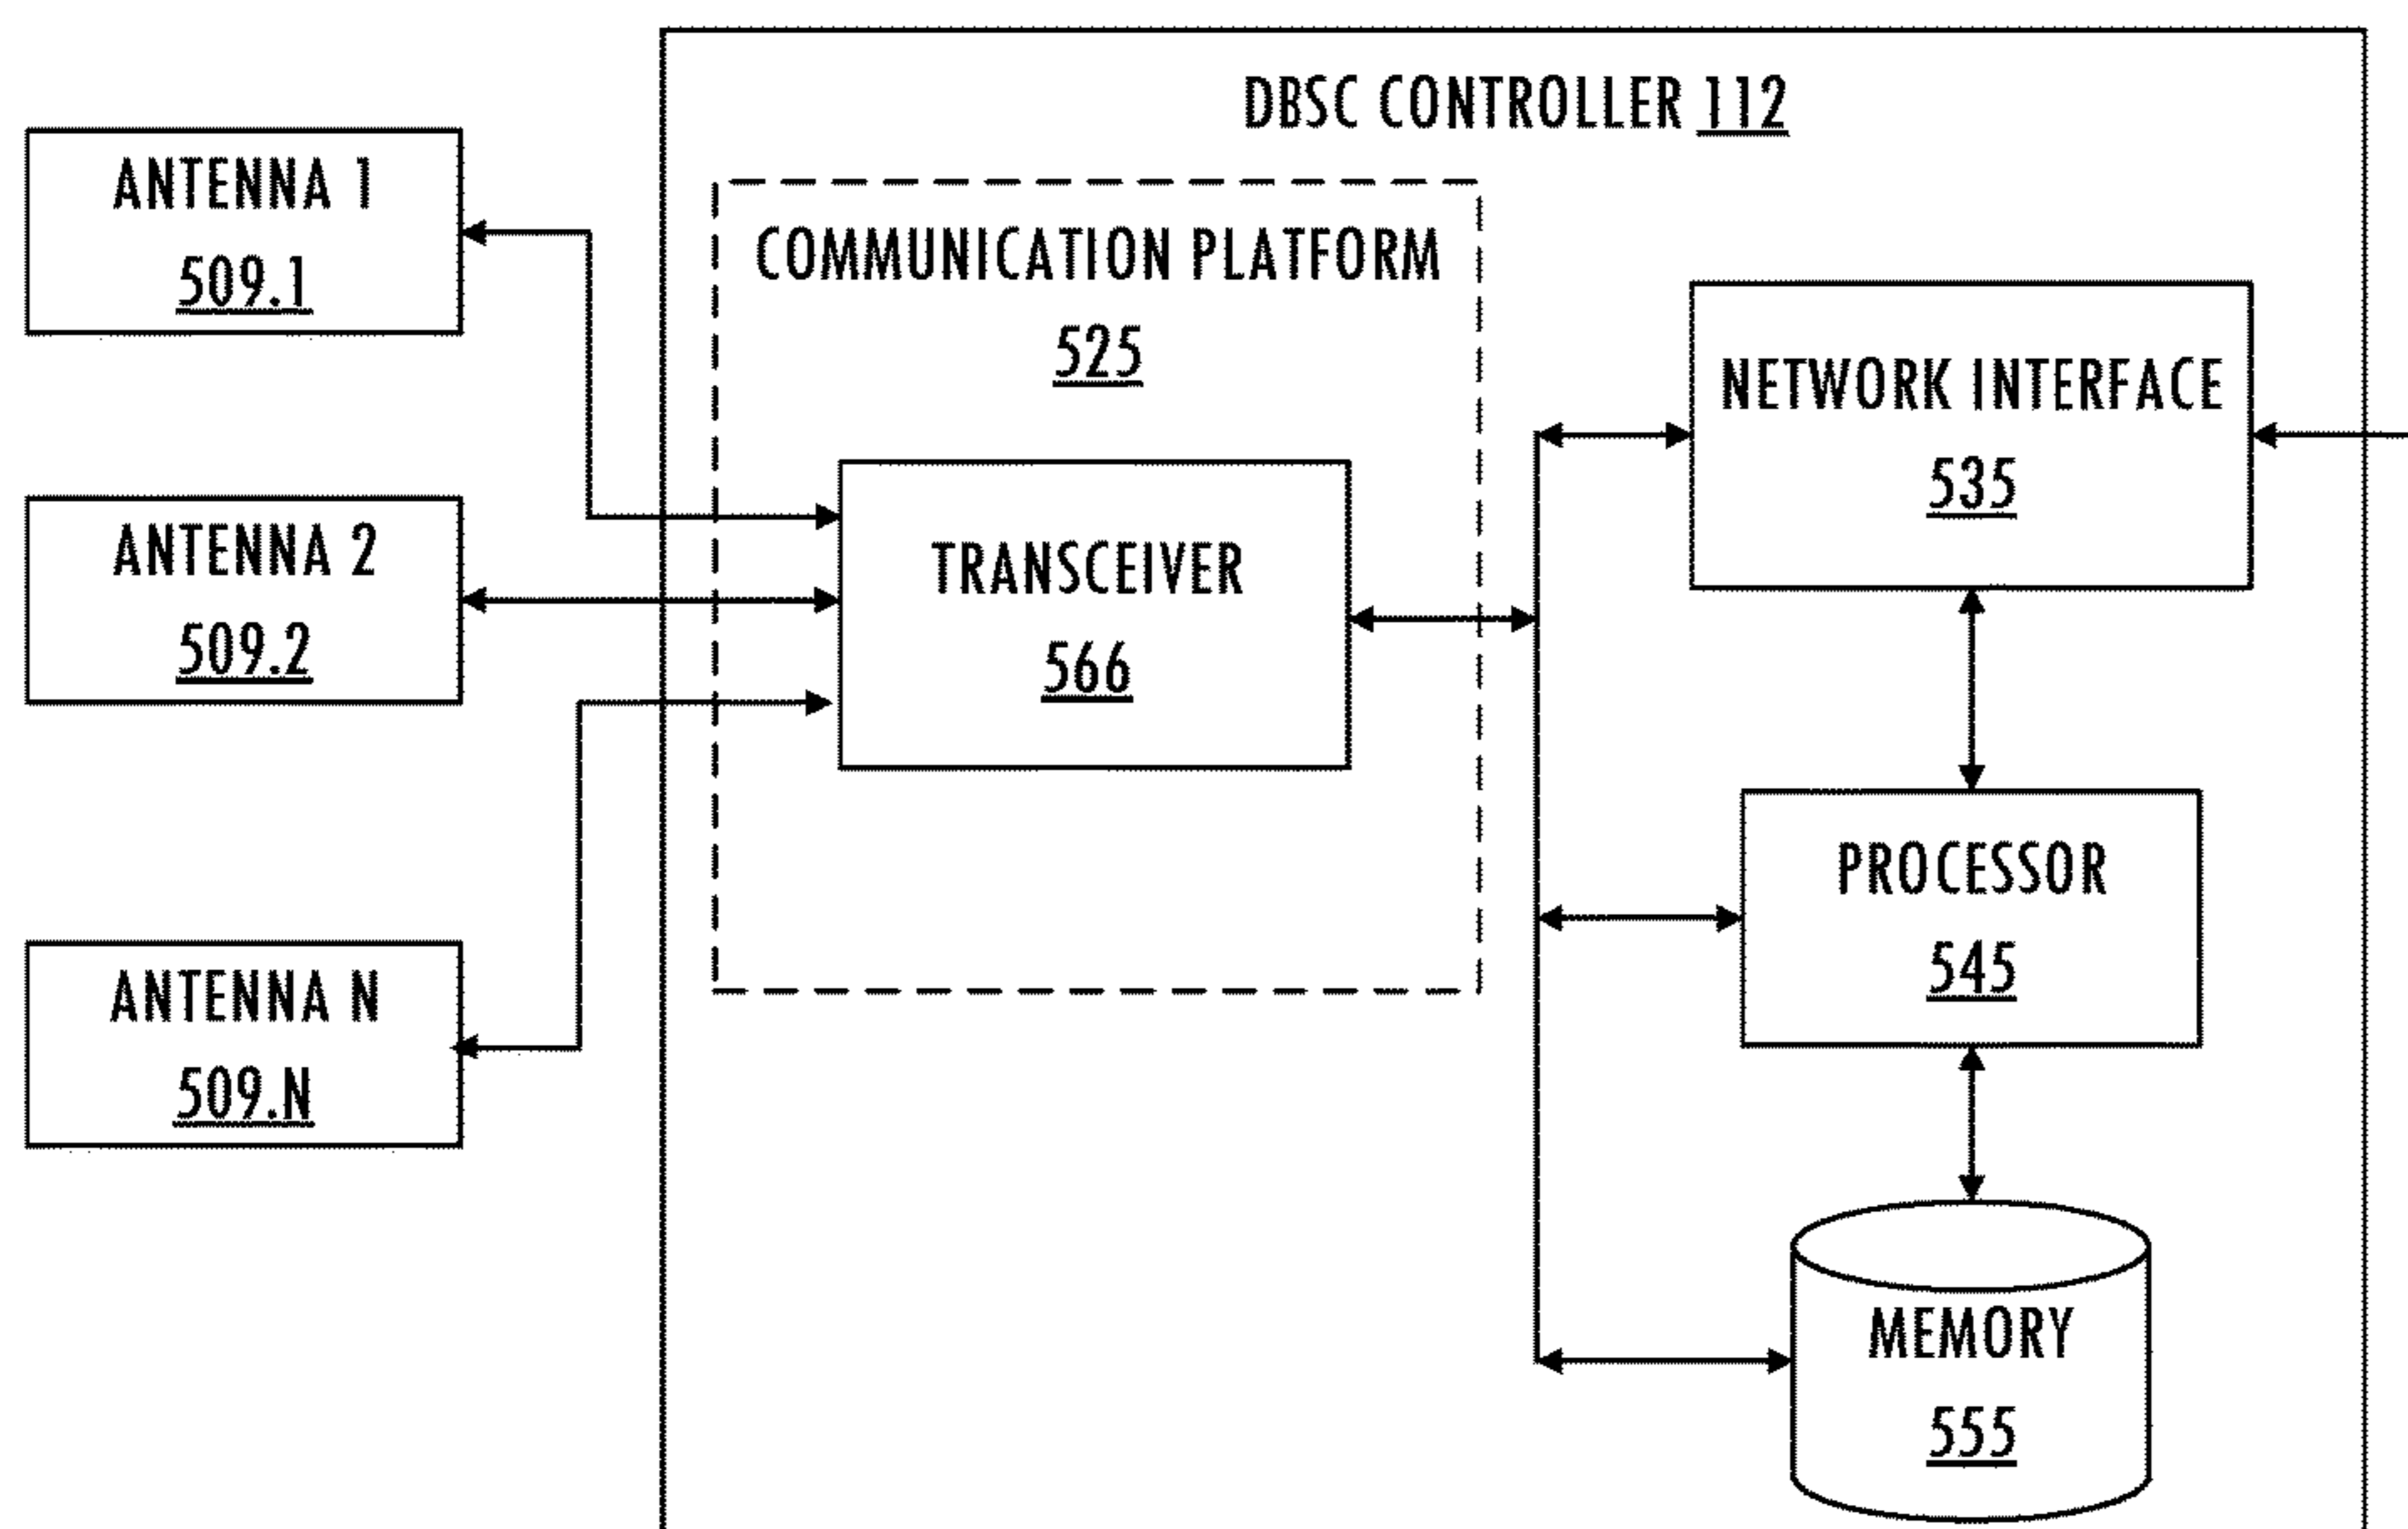 DBSC CONTROLLER 112
ANTENNA 1
509.1
COMMUNICATION PLATFORM
525
NETWORK INTERFACE
535
ANTENNA 2
509.2
TRANSCEIVER
566
PROCESSOR
545
ANTENNA N
509.N
MEMORY
555